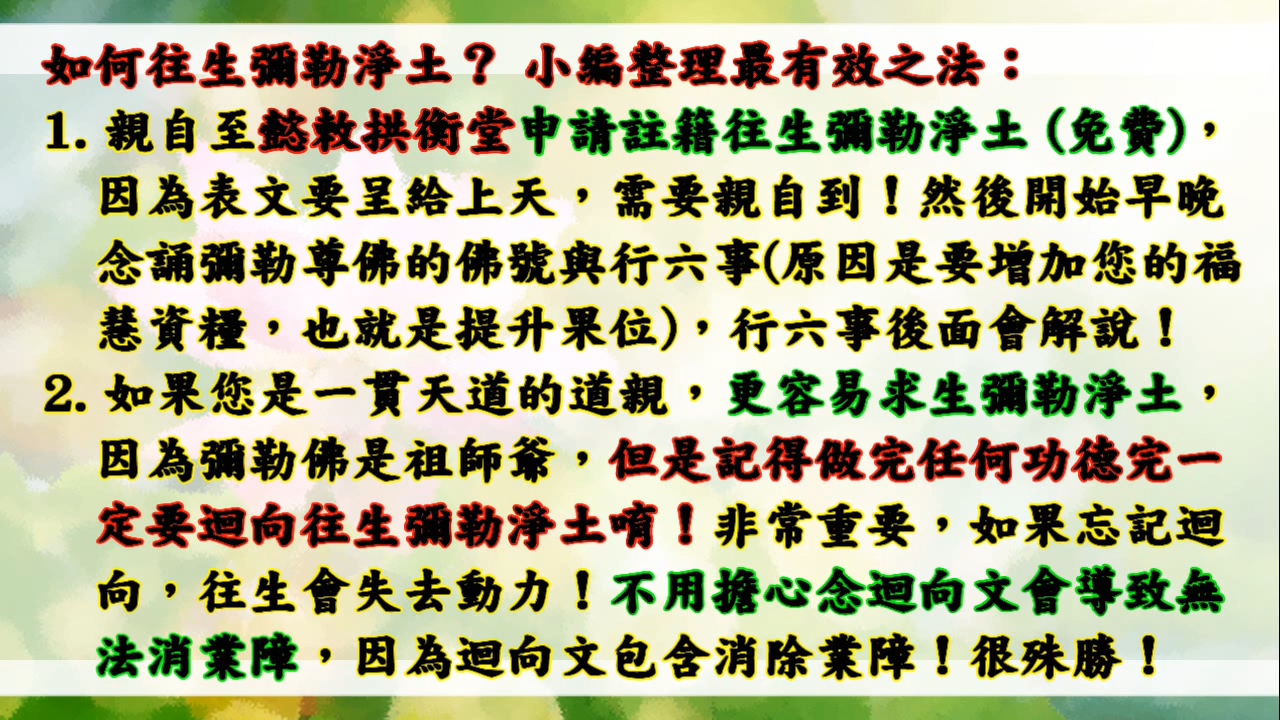 如何往生彌勒淨土？ 小編整理最有效之法：
1. 親自至懿敕拱衡堂申請註籍往生彌勒淨土（免費），
因為表文要呈給上天，需要親自到！然後開始早晚
念誦彌勒尊佛的佛號與行六事(原因是要增加您的福
慧資糧，也就是提升果位)，行六事後面會解說！
2. 如果您是一貫天道的道親，更容易求生彌勒淨土，
因為彌勒佛是祖師爺，但是記得做完任何功德完一
定要迴向往生彌勒淨土唷！非常重要，如果忘記迴
向，往生會失去動力！不用擔心念迴向文會導致無
法消業障，因為迴向文包含消除業障！很殊勝！